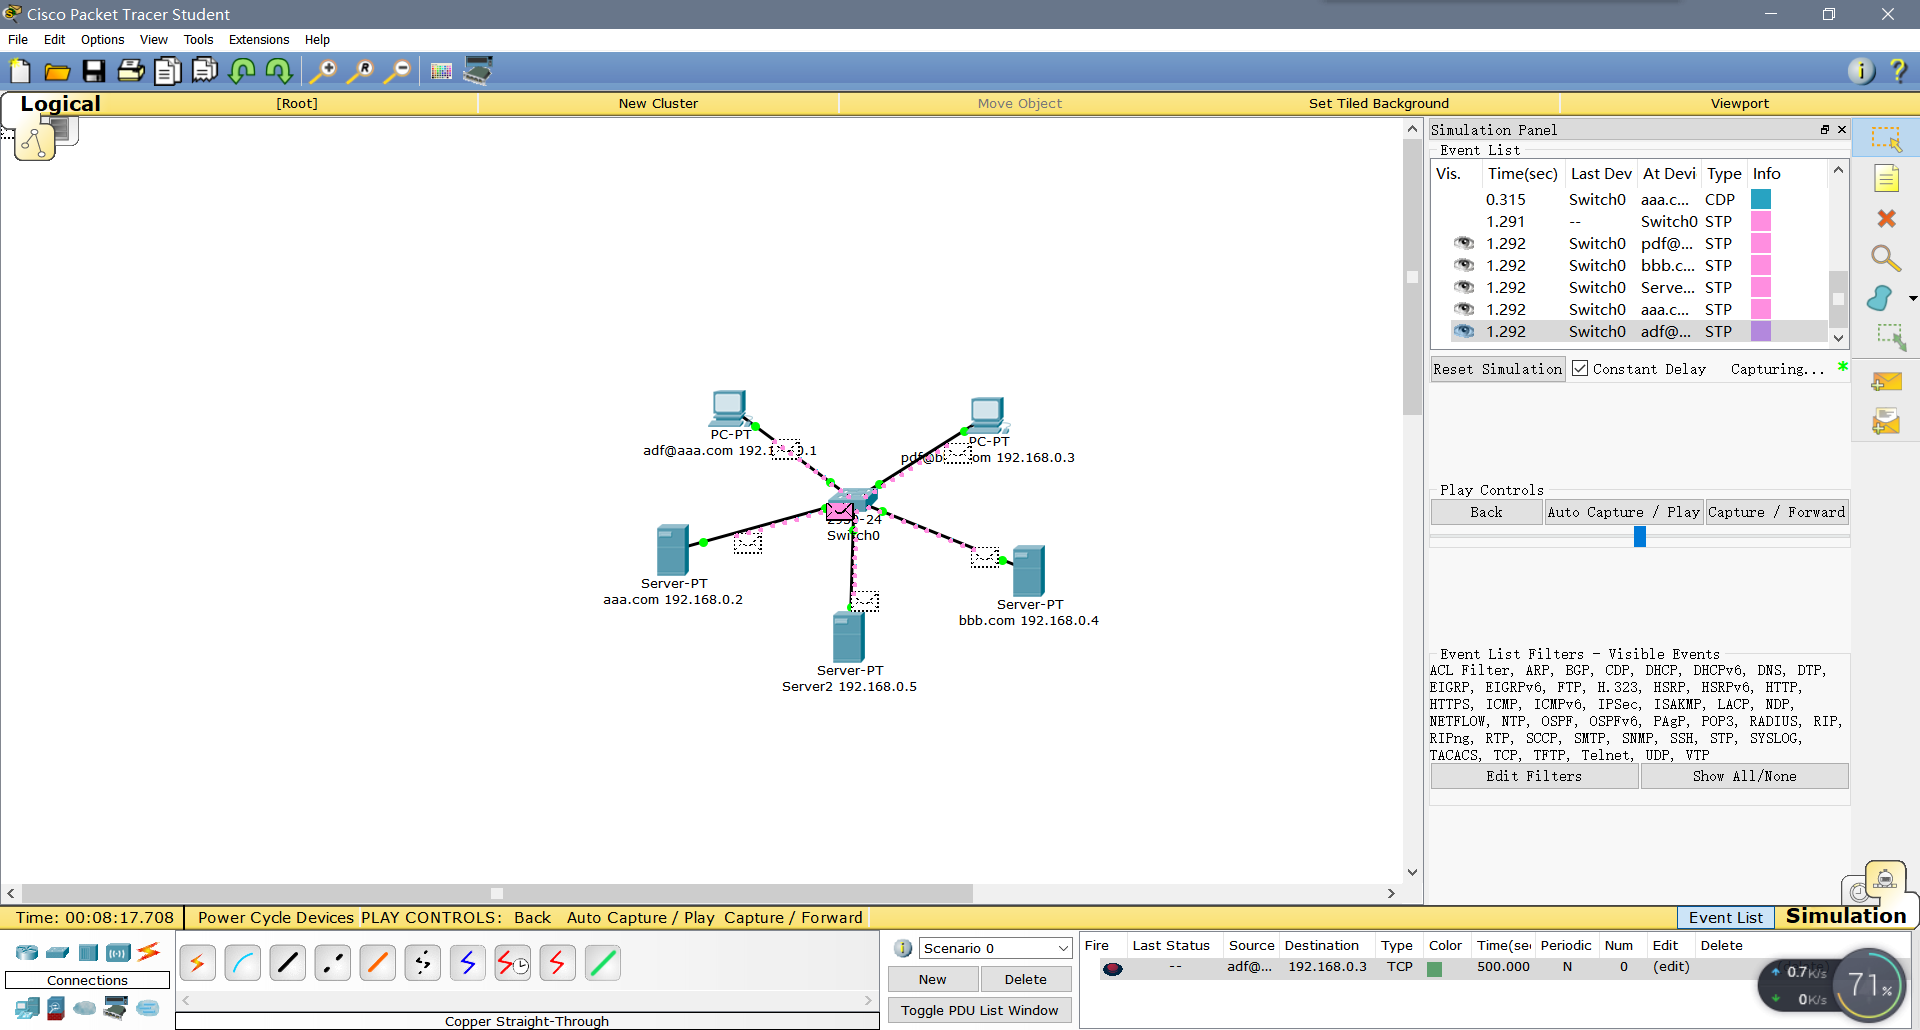 Cisco Packet Tracer Student
File Edit Options View Tools Extensions Help
Logical [Root] New Cluster Move Object Set Tiled Background Viewport
Simulation Panel
Event List
Vis. Time(sec) Last Dev At Devi Type Info
0.315 Switch0 aaa.c... CDP
1.291 -- Switch0 STP
1.292 Switch0 pdf@... STP
1.292 Switch0 bbb.c... STP
1.292 Switch0 Serve... STP
1.292 Switch0 aaa.c... STP
1.292 Switch0 adf@... STP
Reset Simulation Constant Delay Capturing... *
PC-PT
adf@aaa.com 192.1 0.1
PC-PT
pdf@b om 192.168.0.3
2950-24
Switch0
Server-PT
aaa.com 192.168.0.2
Server-PT
bbb.com 192.168.0.4
Server-PT
Server2 192.168.0.5
Play Controls
Back Auto Capture / Play Capture / Forward
Event List Filters - Visible Events
ACL Filter, ARP, BGP, CDP, DHCP, DHCPv6, DNS, DTP,
EIGRP, EIGRPv6, FTP, H.323, HSRP, HSRPv6, HTTP,
HTTPS, ICMP, ICMPv6, IPSec, ISAKMP, LACP, NDP,
NETFLOW, NTP, OSPF, OSPFv6, PAgP, POP3, RADIUS, RIP,
RIPng, RTP, SCCP, SMTP, SNMP, SSH, STP, SYSLOG,
TACACS, TCP, TFTP, Telnet, UDP, VTP
Edit Filters Show All/None
Time: 00:08:17.708 Power Cycle Devices PLAY CONTROLS: Back Auto Capture / Play Capture / Forward Event List Simulation
Connections
Copper Straight-Through
Scenario 0
New Delete
Toggle PDU List Window
Fire Last Status Source Destination Type Color Time(sec Periodic Num Edit Delete
-- adf@... 192.168.0.3 TCP 500.000 N 0 (edit)
0.7K/s
0K/s
71%